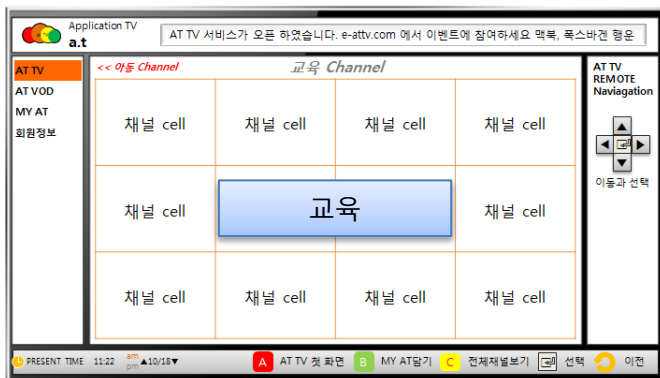 Application TV
a.t
AT TV 서비스가 오픈 하였습니다. e-attv.com 에서 이벤트에 참여하세요 맥북, 폭스바겐 행운
AT TV
AT VOD
MY AT
회원정보
<< 아동 Channel
교육 Channel
채널 cell 채널 cell 채널 cell 채널 cell
채널 cell 교육 채널 cell
채널 cell 채널 cell 채널 cell 채널 cell
AT TV
REMOTE
Naviagation
이동과 선택
PRESENT TIME 11:22 am pm ▲10/18▼
A AT TV 첫 화면 B MY AT담기 C 전체채널보기 선택 이전